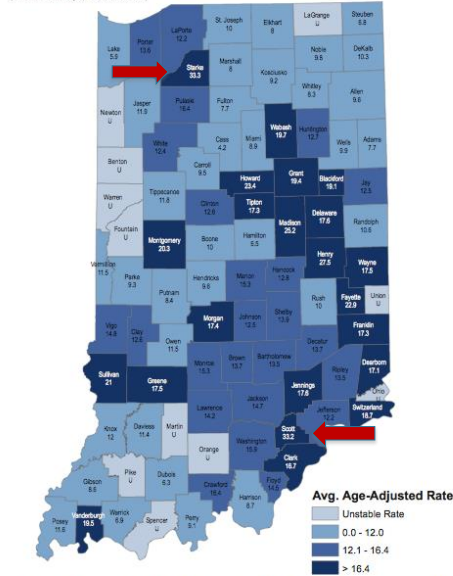 LaPorte
12.2
St. Joseph
10
Elkhart
8
LaGrange
U
Steuben
8.8
Lake
5.9
Porter
13.6
Starke
33.3
Marshall
6
Kosciusko
9.2
Noble
9.8
DeKalb
10.3
Newton
U
Jasper
11.9
Pulaski
16.4
Fulton
7.7
Whitley
8.3
Allen
9.6
Benton
U
White
12.4
Cass
4.2
Miami
8.9
Wabash
19.7
Huntington
12.7
Wells
9.9
Adams
7.7
Carroll
9.5
Warren
U
Tippecanoe
11.8
Howard
23.4
Grant
19.4
Blackford
19.1
Jay
12.5
Clinton
12.6
Tipton
17.3
Fountain
U
Madison
25.2
Delaware
17.6
Randolph
10.6
Montgomery
20.3
Boone
10
Hamilton
6.5
Vermillion
11.5
Henry
27.5
Wayne
17.5
Parke
9.3
Hendricks
9.6
Marion
15.3
Hancock
12.8
Putnam
8.4
Rush
10
Fayette
22.9
Union
U
Vigo
14.8
Clay
12.8
Morgan
17.4
Johnson
12.5
Shelby
13.9
Franklin
17.3
Owen
11.5
Decatur
13.7
Dearborn
17.1
Sullivan
21
Greene
17.5
Monroe
15.3
Brown
13.7
Bartholomew
13.5
Jennings
17.6
Ripley
13.5
Ohio
U
Jackson
14.7
Lawrence
14.2
Jefferson
12.2
Switzerland
18.7
Scott
33.2
Knox
12
Daviess
11.4
Martin
U
Orange
U
Washington
15.9
Clark
16.7
Pike
U
Dubois
6.3
Gibson
8.6
Crawford
16.4
Floyd
14.5
Harrison
8.7
Posey
11.6
Vanderburgh
19.5
Warrick
6.9
Spencer
U
Perry
9.1
Avg. Age-Adjusted Rate
Unstable Rate
0.0 - 12.0
12.1 - 16.4
> 16.4